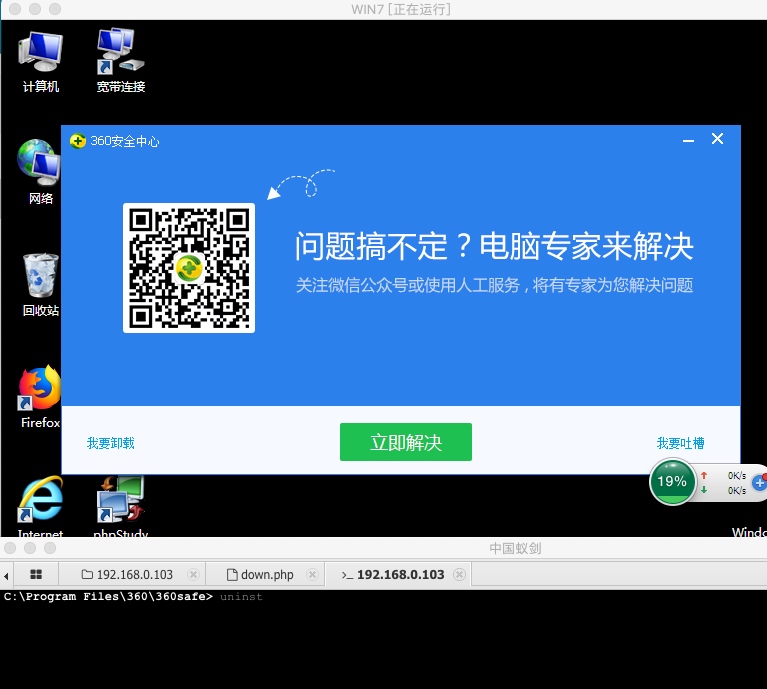 WIN7 [正在运行]
计算机
宽带连接
网络
回收站
Firefox
Internet
phpStudy
360安全中心
问题搞不定？电脑专家来解决
关注微信公众号或使用人工服务，将有专家为您解决问题
我要卸载
立即解决
我要吐槽
19%
0K/s
0K/s
Windo
中国蚁剑
192.168.0.103
down.php
>_ 192.168.0.103
C:\Program Files\360\360safe> uninst